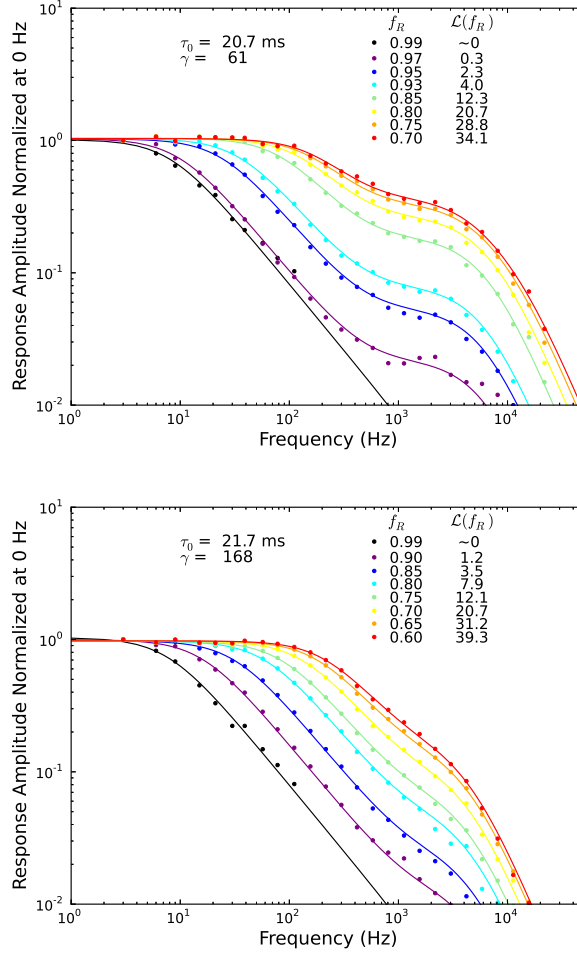 10^1
10^0
10^-1
10^-2
Response Amplitude Normalized at 0 Hz
τ_0 = 20.7 ms
γ = 61
f_R L(f_R)
0.99 ~0
0.97 0.3
0.95 2.3
0.93 4.0
0.85 12.3
0.80 20.7
0.75 28.8
0.70 34.1
10^0 10^1 10^2 10^3 10^4
Frequency (Hz)
10^1
10^0
10^-1
10^-2
Response Amplitude Normalized at 0 Hz
τ_0 = 21.7 ms
γ = 168
f_R L(f_R)
0.99 ~0
0.90 1.2
0.85 3.5
0.80 7.9
0.75 12.1
0.70 20.7
0.65 31.2
0.60 39.3
10^0 10^1 10^2 10^3 10^4
Frequency (Hz)